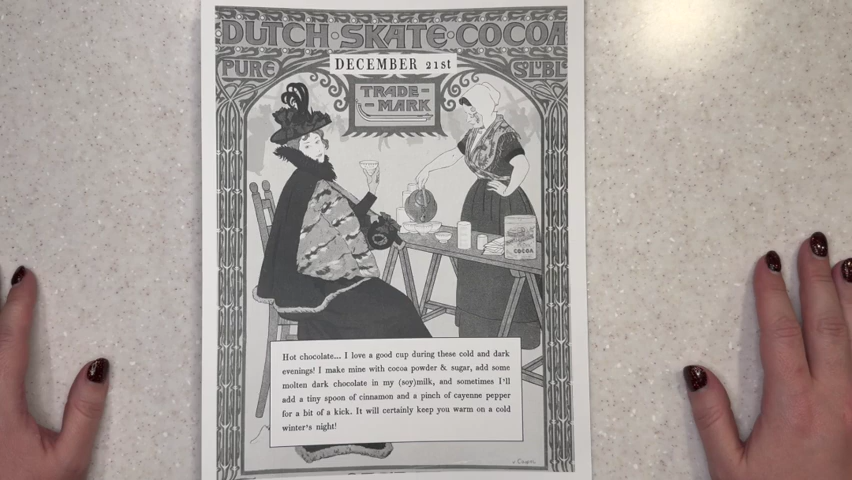 DUTCH·SKATE·COCOA
PURE
DECEMBER 21st
SLBL
TRADE-
-MARK
COCOA
Hot chocolate... I love a good cup during these cold and dark
evenings! I make mine with cocoa powder & sugar, add some
molten dark chocolate in my (soy)milk, and sometimes I'll
add a tiny spoon of cinnamon and a pinch of cayenne pepper
for a bit of a kick. It will certainly keep you warm on a cold
winter's night!